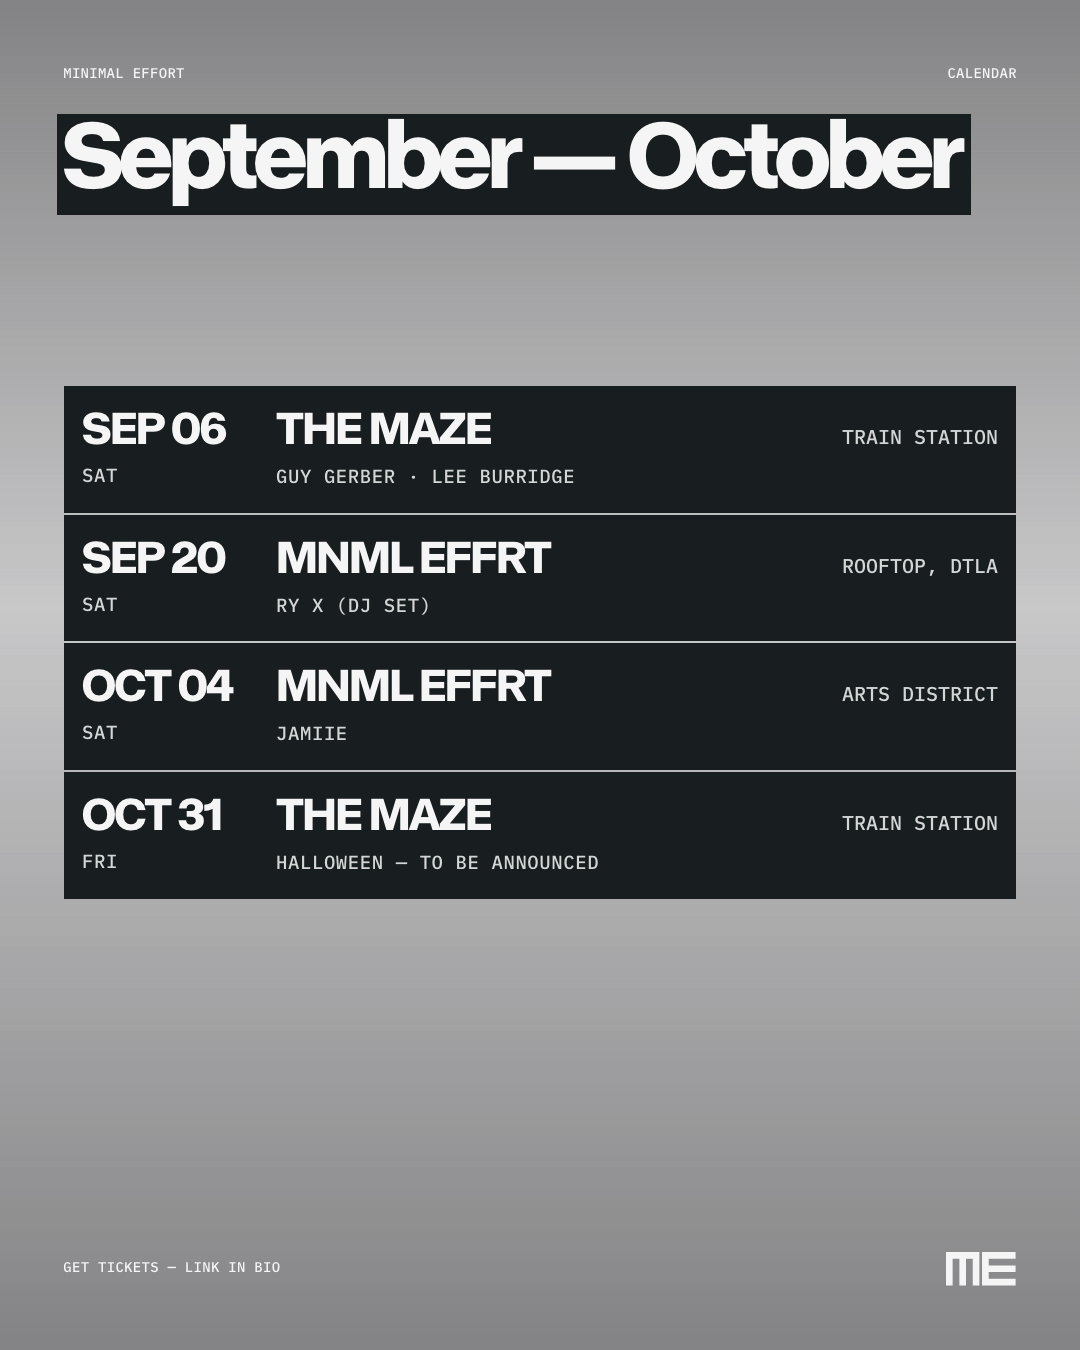 MINIMAL EFFORT
CALENDAR
September — October
SEP 06
THE MAZE
TRAIN STATION
SAT
GUY GERBER · LEE BURRIDGE
SEP 20
MNML EFFRT
ROOFTOP, DTLA
SAT
RY X (DJ SET)
OCT 04
MNML EFFRT
ARTS DISTRICT
SAT
JAMIIE
OCT 31
THE MAZE
TRAIN STATION
FRI
HALLOWEEN — TO BE ANNOUNCED
GET TICKETS — LINK IN BIO
ME